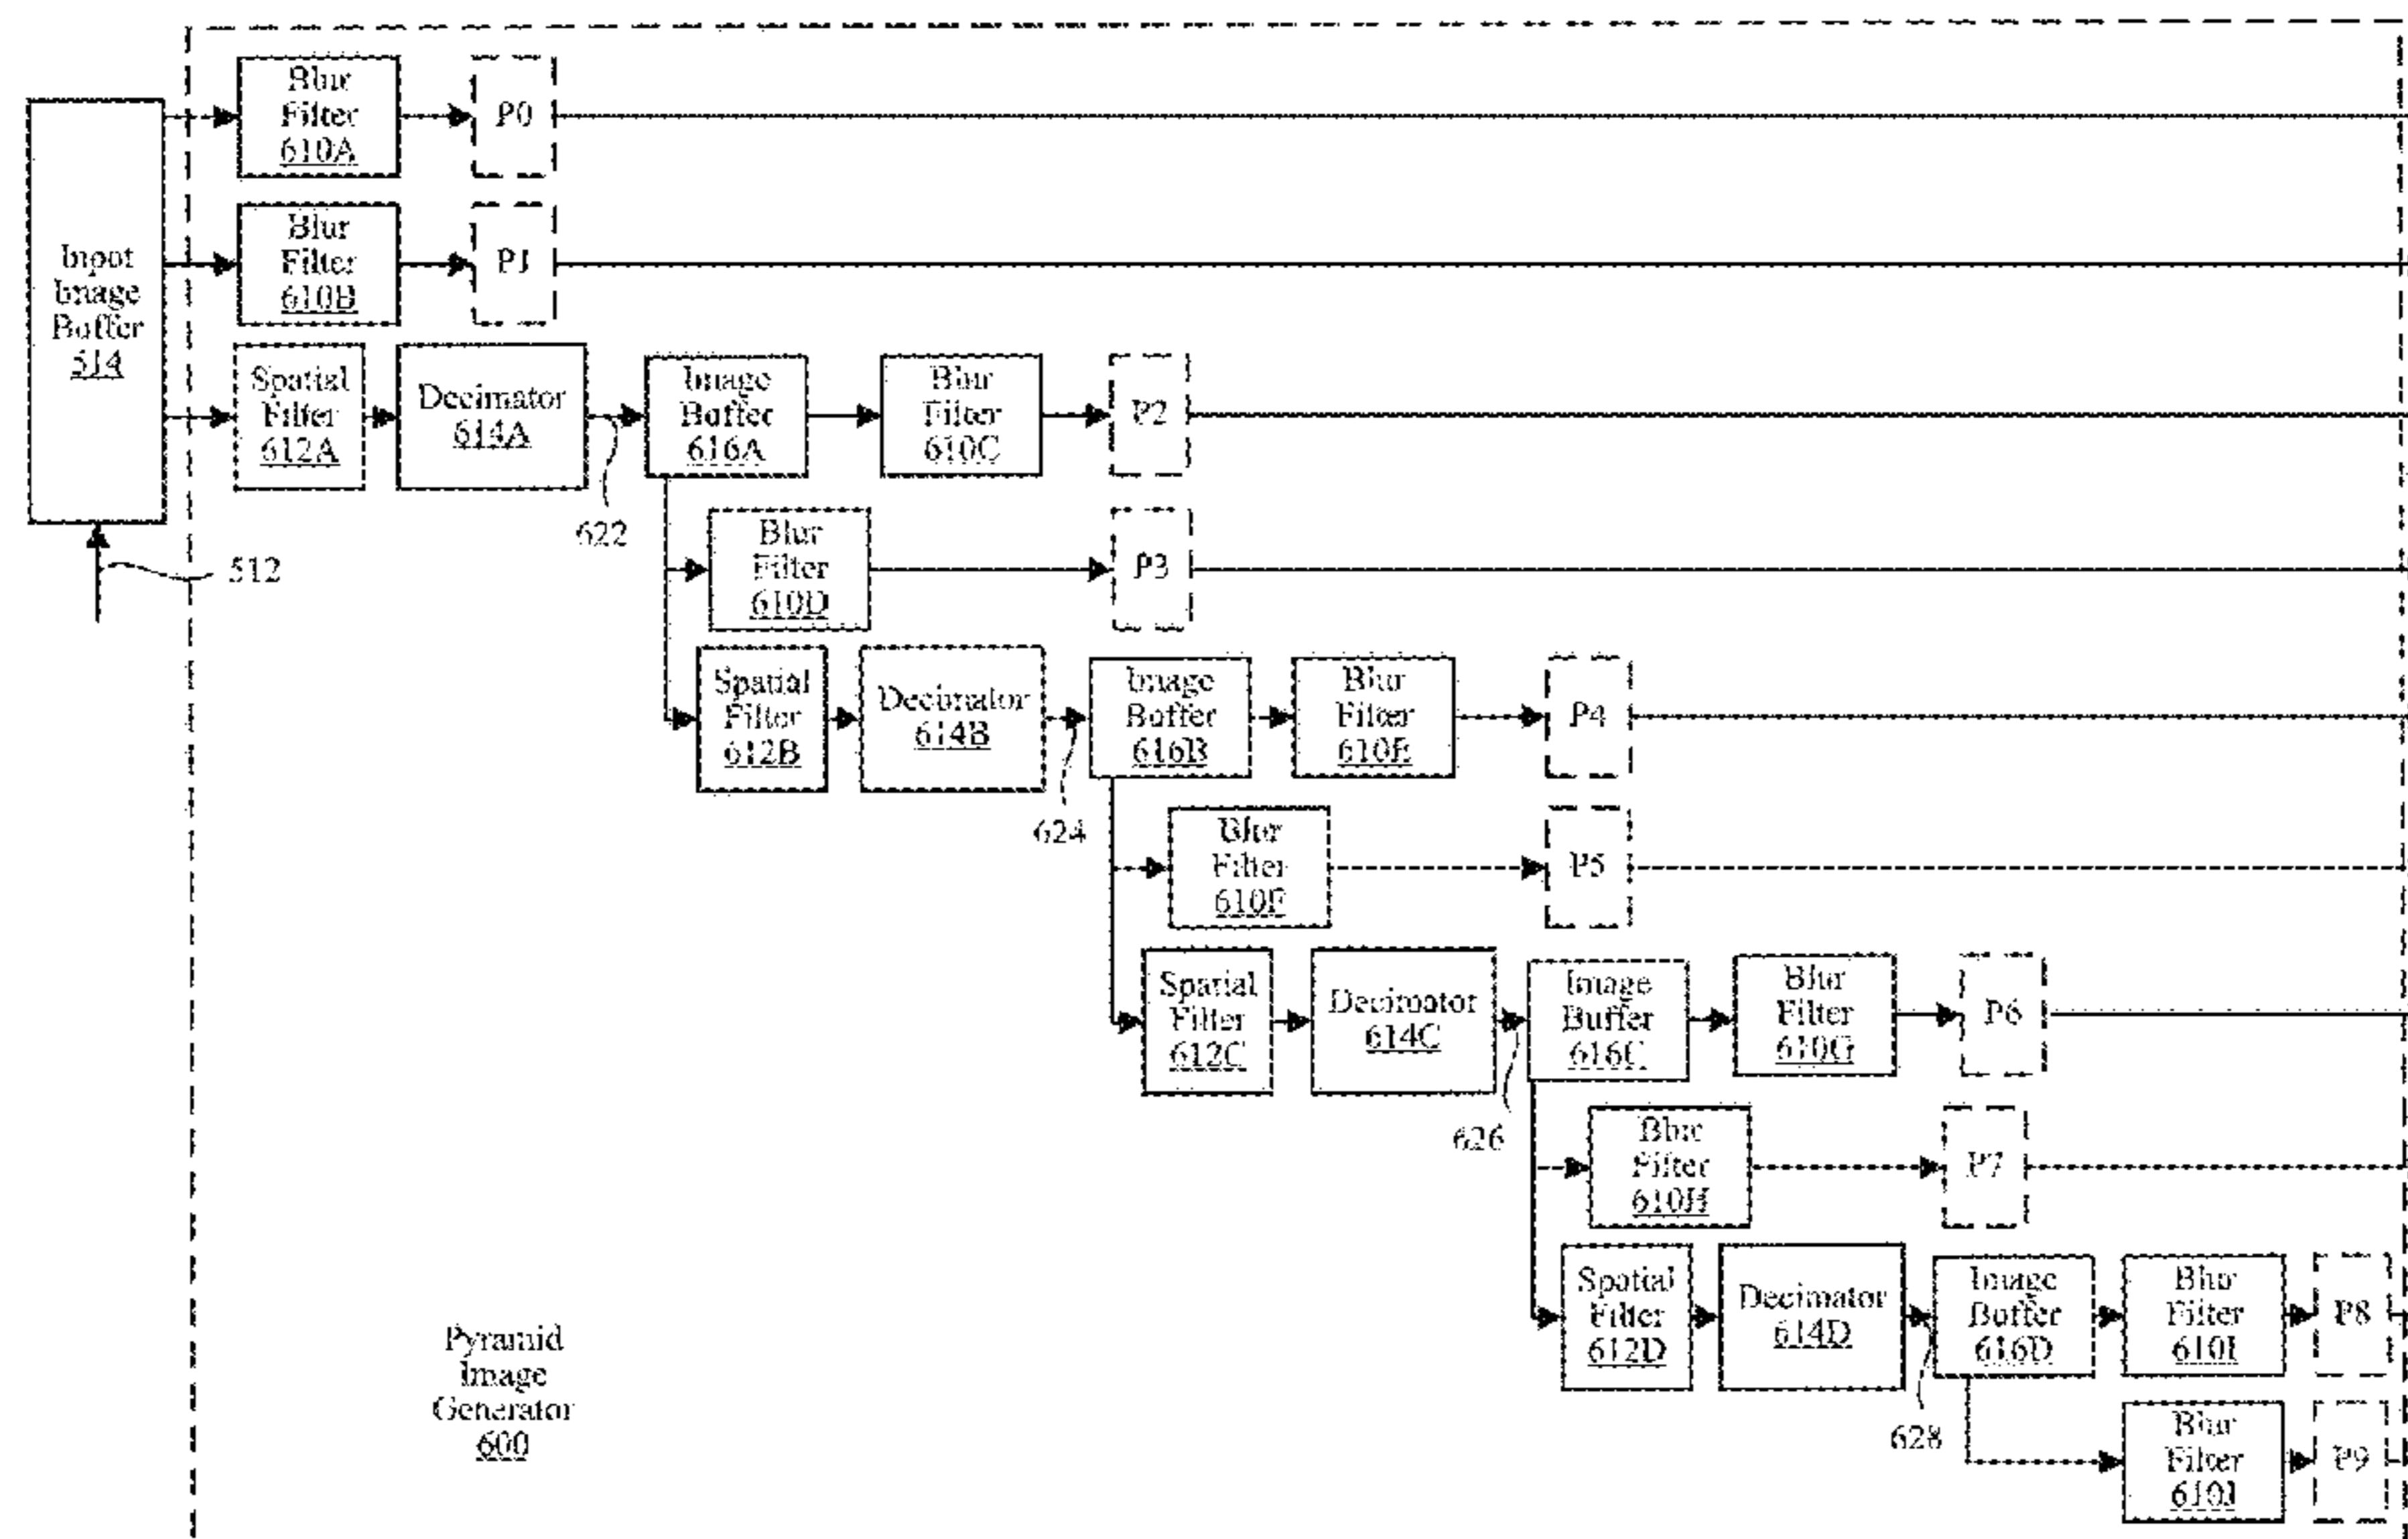 Blur
Filter
610A
P0
Input
Image
Buffer
514
Blur
Filter
610B
P1
Spatial
Filter
612A
Decimator
614A
Image
Buffer
616A
Blur
Filter
610C
P2
622
512
Blur
Filter
610D
P3
Spatial
Filter
612B
Decimator
614B
Image
Buffer
616B
Blur
Filter
610E
P4
624
Blur
Filter
610F
P5
Spatial
Filter
612C
Decimator
614C
Image
Buffer
616C
Blur
Filter
610G
P6
626
Blur
Filter
610H
P7
Spatial
Filter
612D
Decimator
614D
Image
Buffer
616D
Blur
Filter
610I
P8
Pyramid
Image
Generator
600
628
Blur
Filter
610J
P9